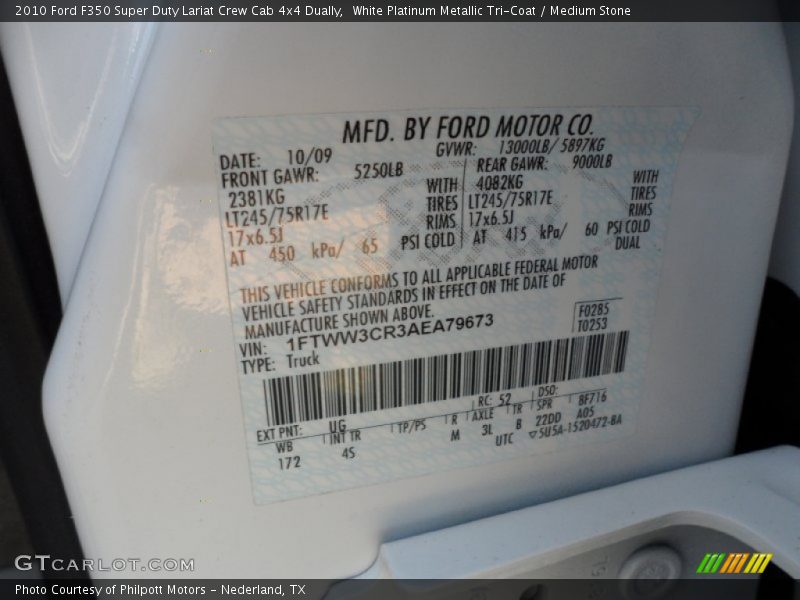 2010 Ford F350 Super Duty Lariat Crew Cab 4x4 Dually, White Platinum Metallic Tri-Coat / Medium Stone
MFD. BY FORD MOTOR CO.
DATE: 10/09 GVWR: 13000LB/ 5897KG
FRONT GAWR: 5250LB REAR GAWR: 9000LB
2381KG WITH 4082KG WITH
LT245/75R17E TIRES LT245/75R17E TIRES
17x6.5J RIMS 17x6.5J RIMS
AT 450 kPa/ 65 PSI COLD AT 415 kPa/ 60 PSI COLD
DUAL
THIS VEHICLE CONFORMS TO ALL APPLICABLE FEDERAL MOTOR
VEHICLE SAFETY STANDARDS IN EFFECT ON THE DATE OF
MANUFACTURE SHOWN ABOVE.
VIN: 1FTWW3CR3AEA79673 F0285
TYPE: Truck T0253
EXT PNT: UG RC: 52 DSO:
WB INT TR TP/PS R AXLE TR SPR 8F716
172 4S M 3L B 22DD A05
UTC ▽5U5A-1520472-BA
GTCARLOT.COM
Photo Courtesy of Philpott Motors - Nederland, TX